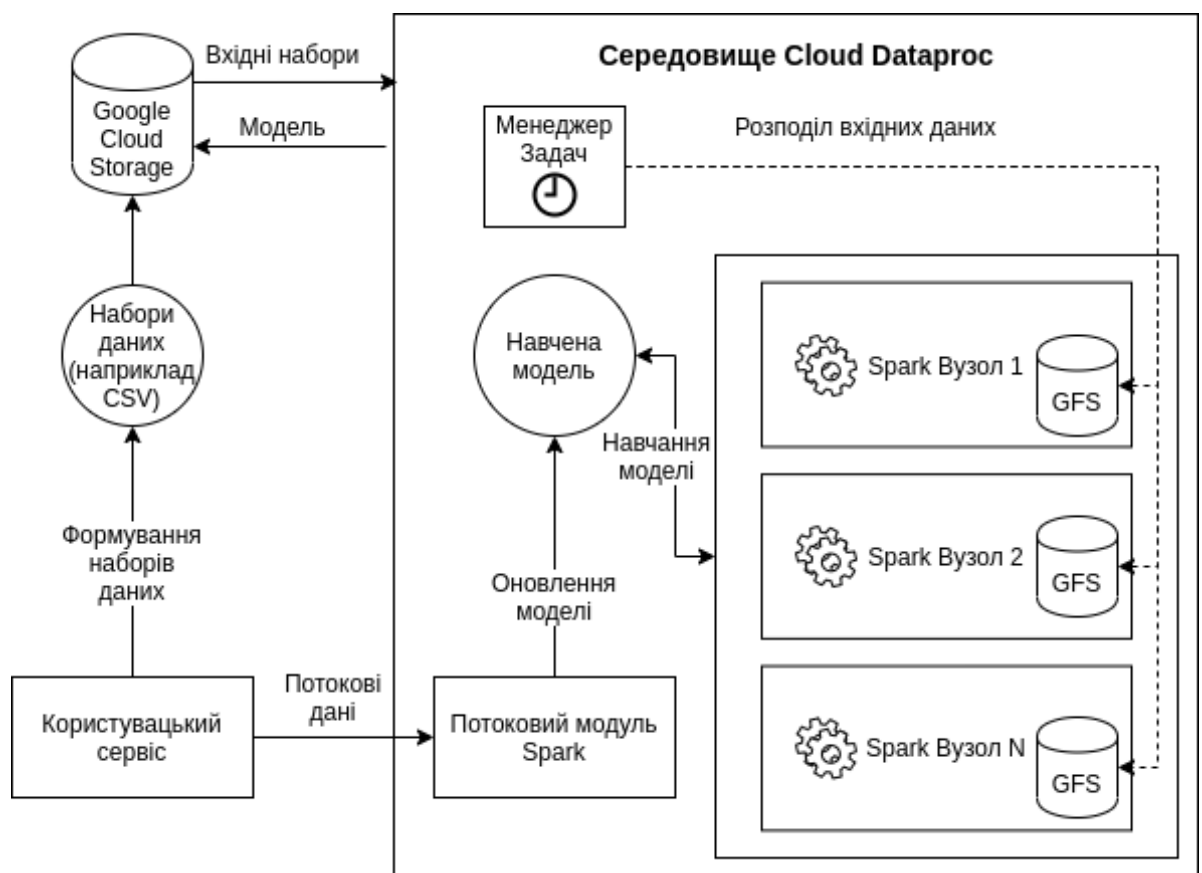 Вхідні набори
Середовище Cloud Dataproc
Google
Cloud
Storage
Модель
Менеджер
Задач
Розподіл вхідних даних
Набори
даних
(наприклад
CSV)
Навчена
модель
Spark Вузол 1
GFS
Навчання
моделі
Формування
наборів
даних
Оновлення
моделі
Spark Вузол 2
GFS
Користувацький
сервіс
Потокові
дані
Потоковий модуль
Spark
Spark Вузол N
GFS